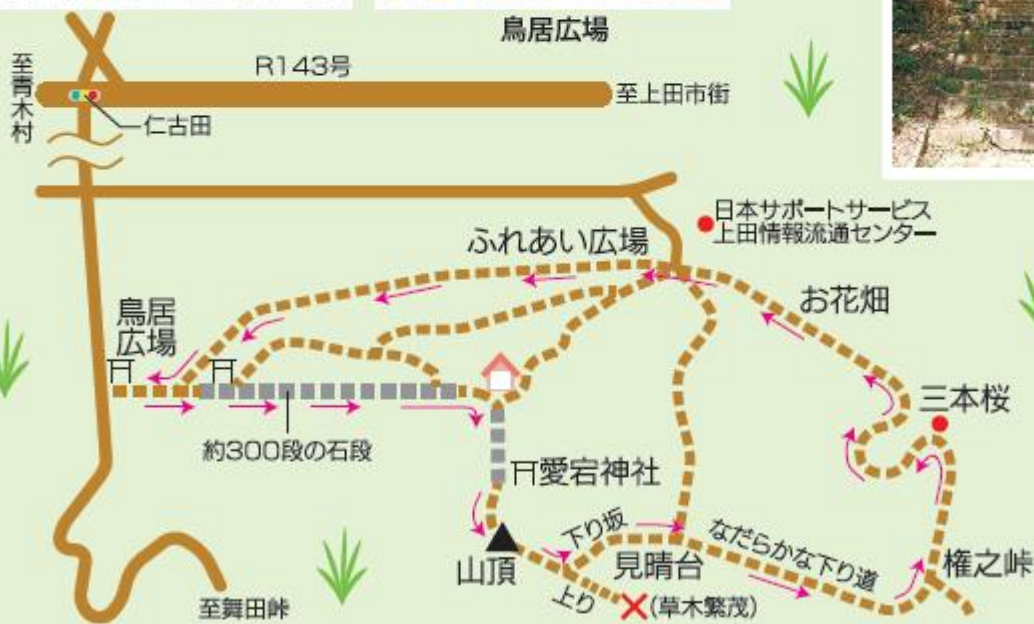 鳥居広場
R143号
至青木村
至上田市街
仁古田
日本サポートサービス
上田情報流通センター
ふれあい広場
お花畑
鳥居
広場
三本桜
約300段の石段
愛宕神社
下り坂
なだらかな下り道
山頂
見晴台
権之峠
上り
(草木繁茂)
至舞田峠